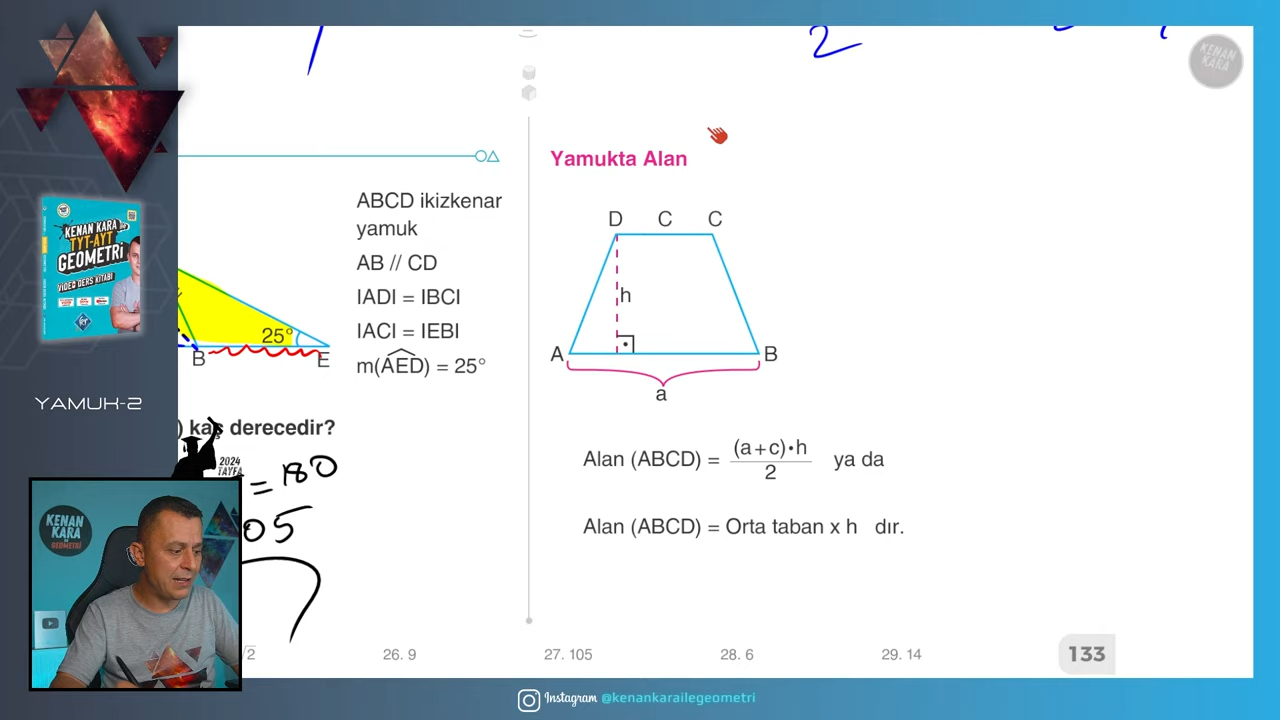 2
KENAN
KARA
KENAN KARA
TYT-AYT
GEOMETRİ
VİDEO DERS KİTABI
YAMUK-2
ABCD ikizkenar
yamuk
AB // CD
IADI = IBCI
IACI = IEBI
m(AED) = 25°
25°
B
E
) kaç derecedir?
2024
TAYFA
= 180
05
KENAN
KARA
GEOMETRİ
Yamukta Alan
D C C
h
A B
a
Alan (ABCD) = (a+c)•h / 2 ya da
Alan (ABCD) = Orta taban x h dır.
√2 26. 9 27. 105 28. 6 29. 14 133
Instagram @kenankarailegeometri